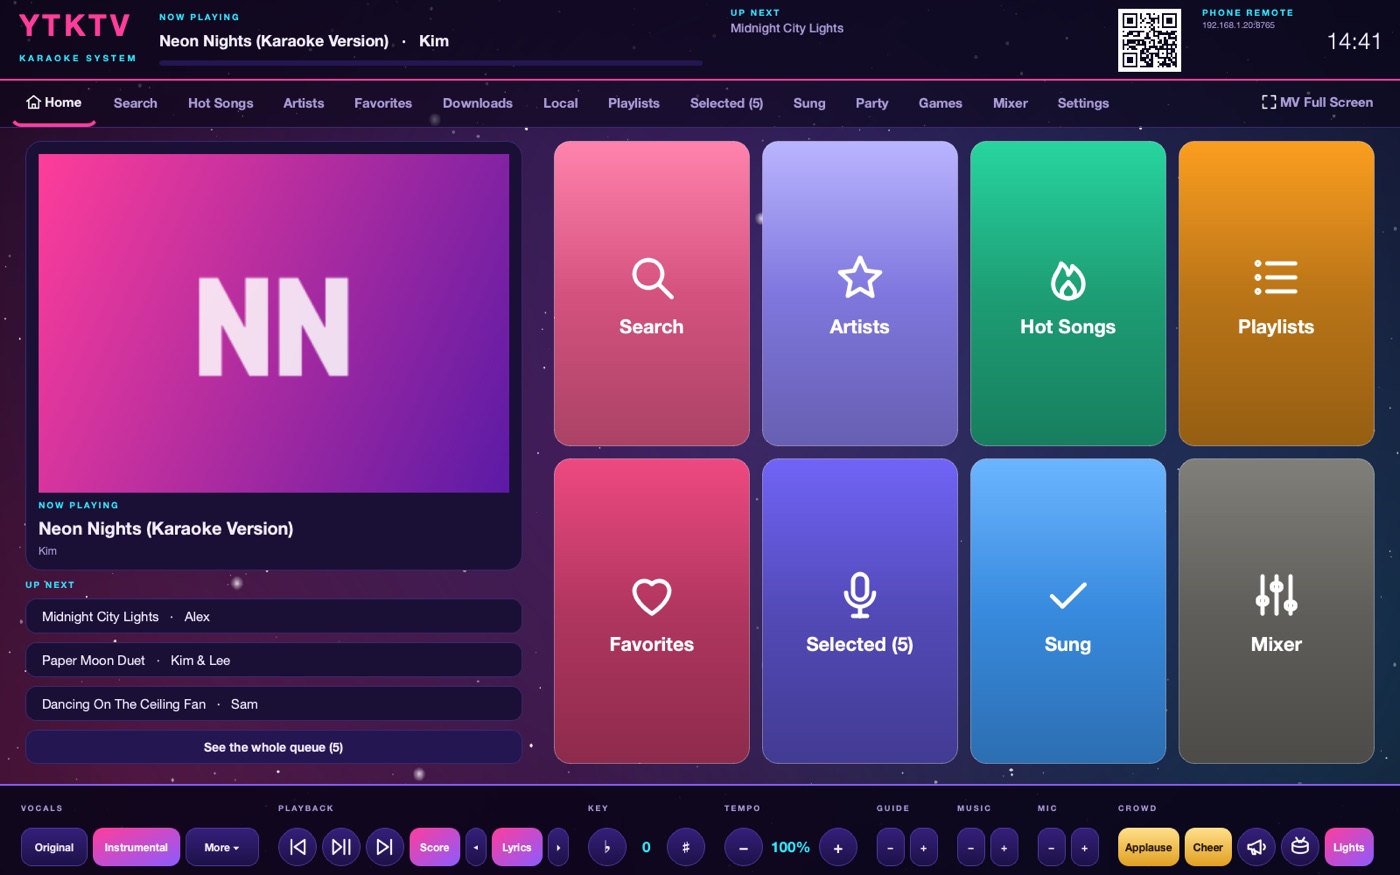 YTKTV
KARAOKE SYSTEM
NOW PLAYING
Neon Nights (Karaoke Version) · Kim
UP NEXT
Midnight City Lights
PHONE REMOTE
192.168.1.20:8765
14:41
Home Search Hot Songs Artists Favorites Downloads Local Playlists Selected (5) Sung Party Games Mixer Settings MV Full Screen
NN
NOW PLAYING
Neon Nights (Karaoke Version)
Kim
UP NEXT
Midnight City Lights · Alex
Paper Moon Duet · Kim & Lee
Dancing On The Ceiling Fan · Sam
See the whole queue (5)
Search
Artists
Hot Songs
Playlists
Favorites
Selected (5)
Sung
Mixer
VOCALS
Original Instrumental More
PLAYBACK
Score Lyrics
KEY
♭ 0 ♯
TEMPO
− 100% +
GUIDE
− +
MUSIC
− +
MIC
− +
CROWD
Applause Cheer Lights